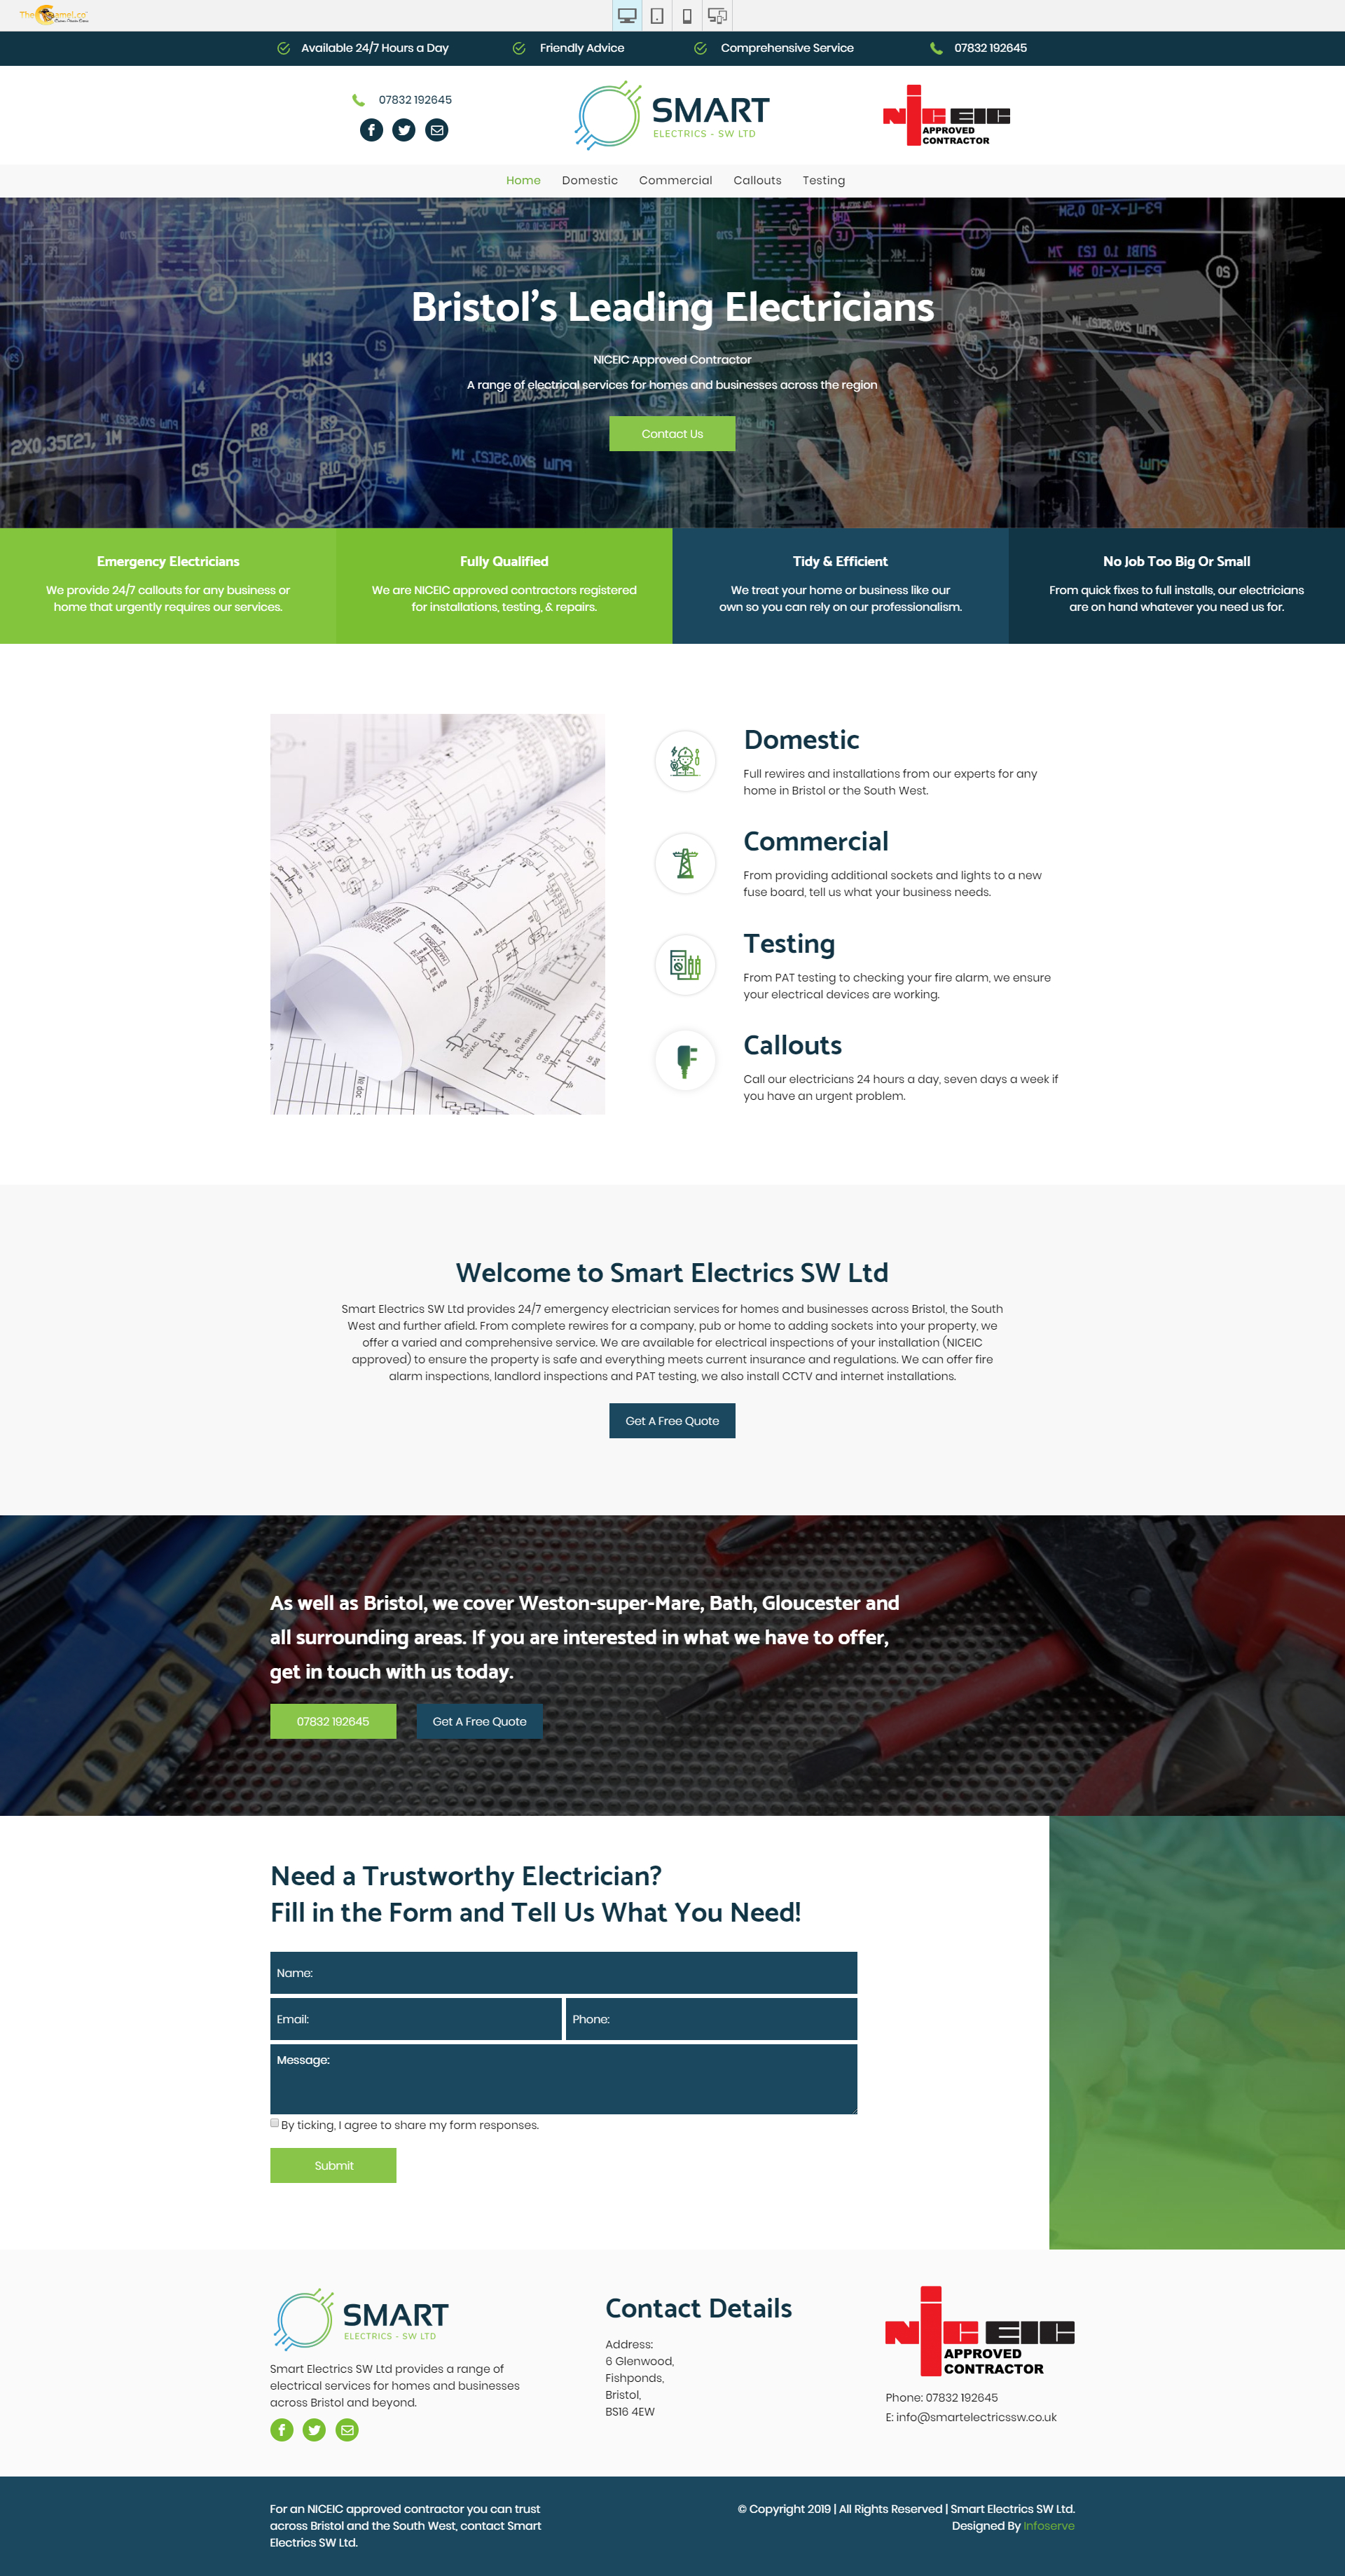 TheCamel.co
Available 24/7 Hours a Day
Friendly Advice
Comprehensive Service
07832 192645
07832 192645
SMART
ELECTRICS - SW LTD
NICEIC
APPROVED
CONTRACTOR
Home
Domestic
Commercial
Callouts
Testing
Bristol's Leading Electricians
NICEIC Approved Contractor
A range of electrical services for homes and businesses across the region
Contact Us
Emergency Electricians
We provide 24/7 callouts for any business or
home that urgently requires our services.
Fully Qualified
We are NICEIC approved contractors registered
for installations, testing, & repairs.
Tidy & Efficient
We treat your home or business like our
own so you can rely on our professionalism.
No Job Too Big Or Small
From quick fixes to full installs, our electricians
are on hand whatever you need us for.
Domestic
Full rewires and installations from our experts for any
home in Bristol or the South West.
Commercial
From providing additional sockets and lights to a new
fuse board, tell us what your business needs.
Testing
From PAT testing to checking your fire alarm, we ensure
your electrical devices are working.
Callouts
Call our electricians 24 hours a day, seven days a week if
you have an urgent problem.
Welcome to Smart Electrics SW Ltd
Smart Electrics SW Ltd provides 24/7 emergency electrician services for homes and businesses across Bristol, the South
West and further afield. From complete rewires for a company, pub or home to adding sockets into your property, we
offer a varied and comprehensive service. We are available for electrical inspections of your installation (NICEIC
approved) to ensure the property is safe and everything meets current insurance and regulations. We can offer fire
alarm inspections, landlord inspections and PAT testing, we also install CCTV and internet installations.
Get A Free Quote
As well as Bristol, we cover Weston-super-Mare, Bath, Gloucester and
all surrounding areas. If you are interested in what we have to offer,
get in touch with us today.
07832 192645
Get A Free Quote
Need a Trustworthy Electrician?
Fill in the Form and Tell Us What You Need!
Name:
Email:
Phone:
Message:
By ticking, I agree to share my form responses.
Submit
SMART
ELECTRICS - SW LTD
Smart Electrics SW Ltd provides a range of
electrical services for homes and businesses
across Bristol and beyond.
Contact Details
Address:
6 Glenwood,
Fishponds,
Bristol,
BS16 4EW
NICEIC
APPROVED
CONTRACTOR
Phone: 07832 192645
E: info@smartelectricssw.co.uk
For an NICEIC approved contractor you can trust
across Bristol and the South West, contact Smart
Electrics SW Ltd.
© Copyright 2019 | All Rights Reserved | Smart Electrics SW Ltd.
Designed By Infoserve